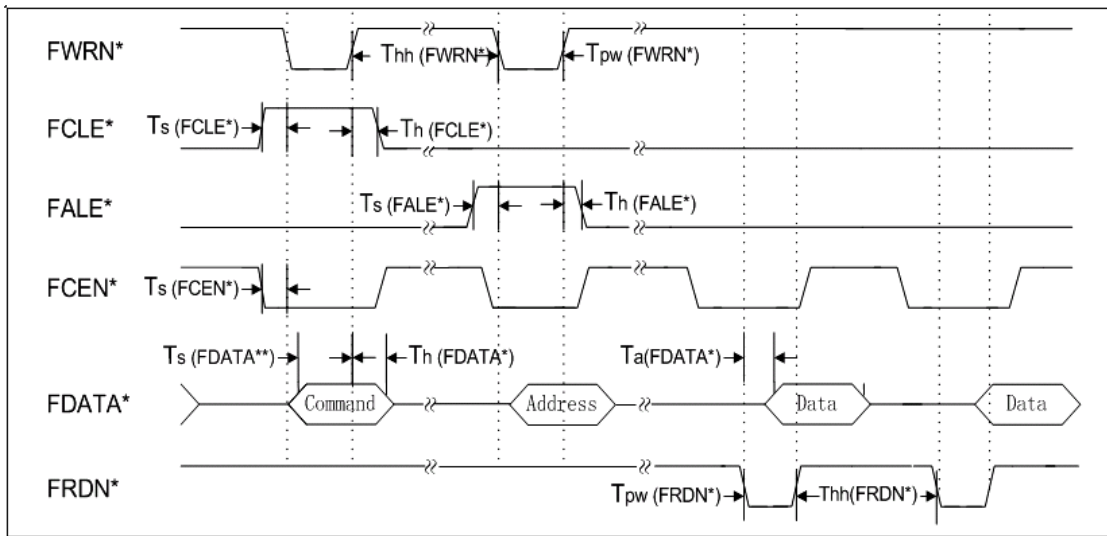 FWRN*
Thh (FWRN*)
Tpw (FWRN*)
FCLE*
Ts (FCLE*)
Th (FCLE*)
FALE*
Ts (FALE*)
Th (FALE*)
FCEN*
Ts (FCEN*)
Ts (FDATA**)
Th (FDATA*)
Ta(FDATA*)
FDATA*
Command
Address
Data
Data
FRDN*
Tpw (FRDN*)
Thh(FRDN*)